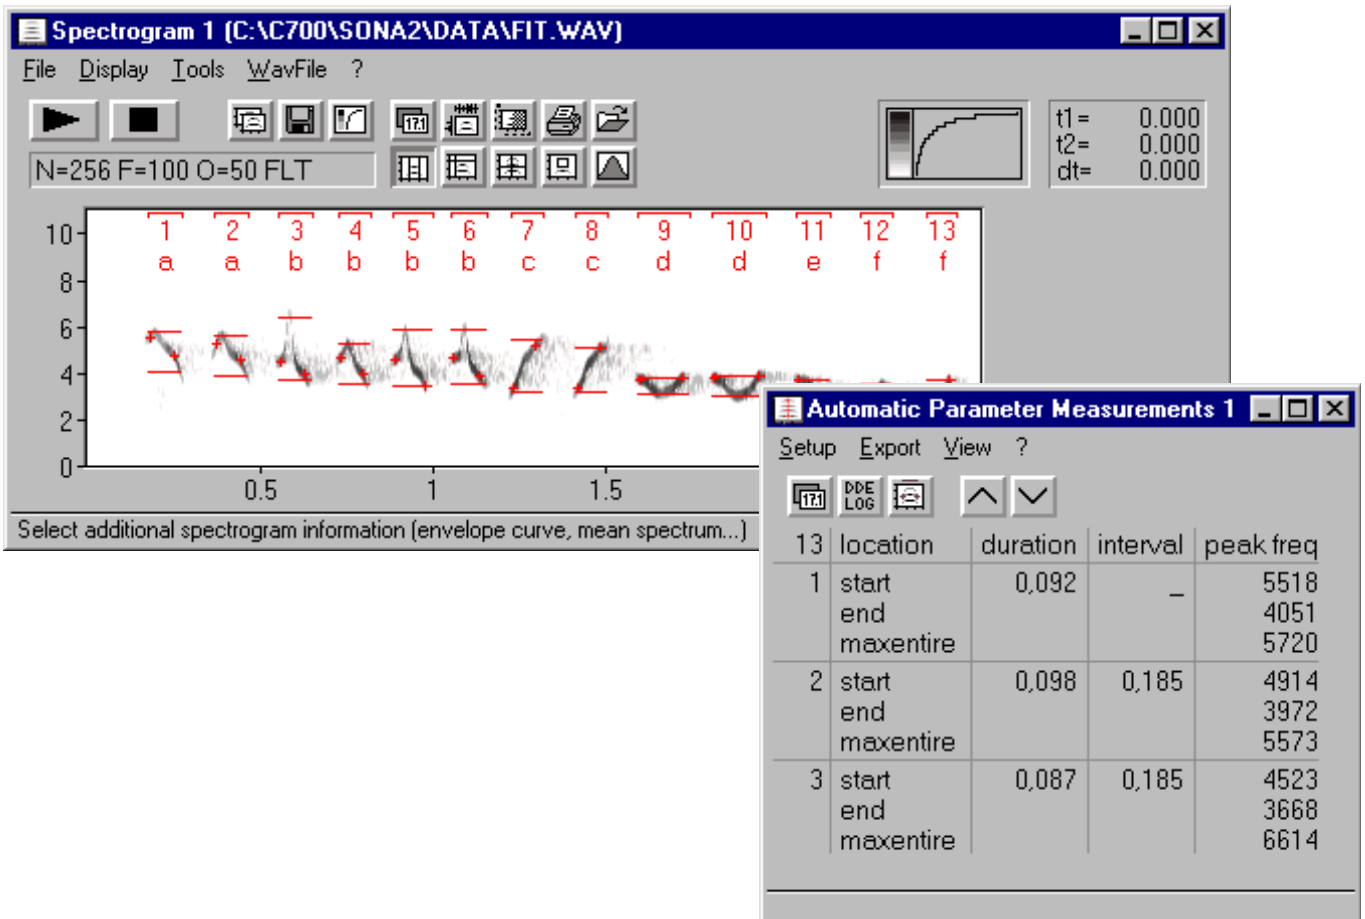 Spectrogram 1 (C:\C700\SONA2\DATA\FIT.WAV)
File Display Tools WavFile ?
17.1
t1= 0.000
t2= 0.000
dt= 0.000
N=256 F=100 O=50 FLT
1 2 3 4 5 6 7 8 9 10 11 12 13
a a b b b b c c d d e f f
10
8
6
4
2
0
0.5 1 1.5
Select additional spectrogram information (envelope curve, mean spectrum...)
Automatic Parameter Measurements 1
Setup Export View ?
17.1 DDE LOG
13 location duration interval peak freq
1 start 0,092 _ 5518
end 4051
maxentire 5720
2 start 0,098 0,185 4914
end 3972
maxentire 5573
3 start 0,087 0,185 4523
end 3668
maxentire 6614